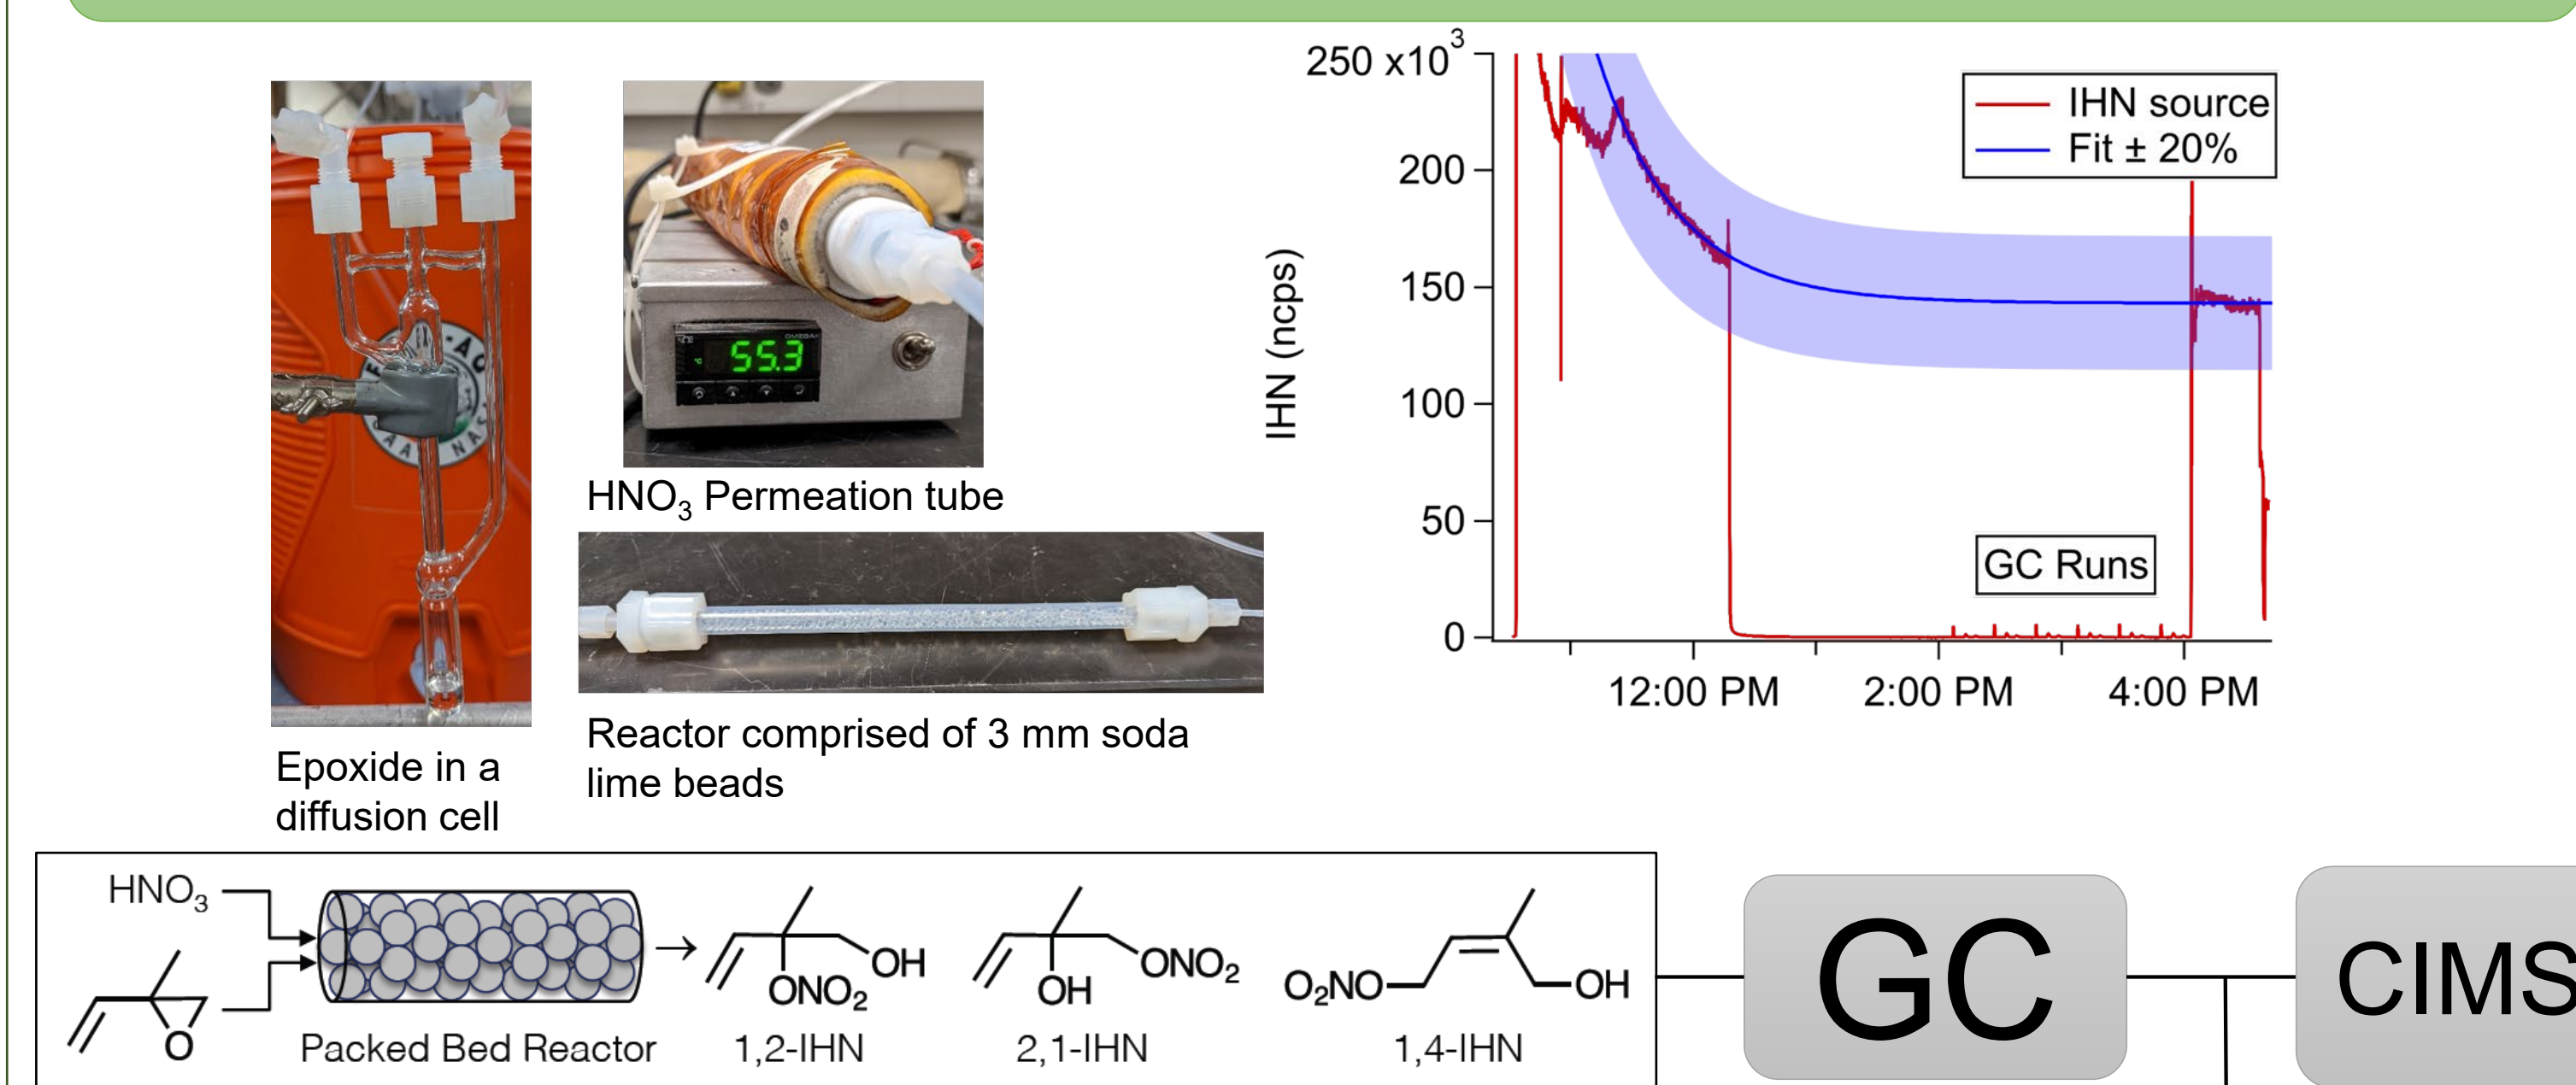 250 x10³
200
150
100
50
0
IHN (ncps)
12:00 PM
2:00 PM
4:00 PM
IHN source
Fit ± 20%
GC Runs
55.3
HNO₃ Permeation tube
Reactor comprised of 3 mm soda
lime beads
Epoxide in a
diffusion cell
HNO₃
O
Packed Bed Reactor
OH
ONO₂
1,2-IHN
ONO₂
OH
2,1-IHN
O₂NO
OH
1,4-IHN
GC
CIMS